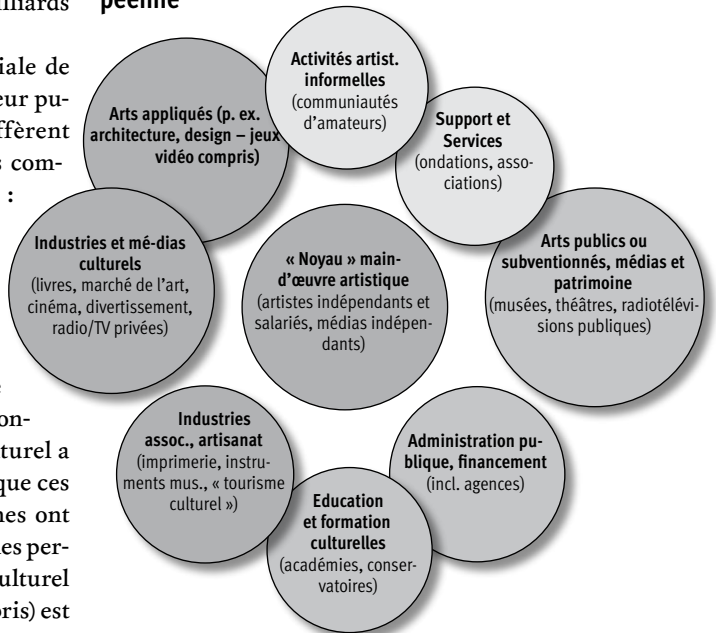 illiards
péenne
iale de
eur pu-
ffèrent
s com-
:
on-
turel a
que ces
nes ont
les per-
ulturel
pris) est
Activités artist.
informelles
(communiautés
d’amateurs)
Support et
Services
(ondations, asso-
ciations)
Arts appliqués (p. ex.
architecture, design – jeux
vidéo compris)
Industries et mé-dias
culturels
(livres, marché de l’art,
cinéma, divertissement,
radio/TV privées)
« Noyau » main-
d’œuvre artistique
(artistes indépendants et
salariés, médias indépen-
dants)
Arts publics ou
subventionnés, médias et
patrimoine
(musées, théâtres, radiotélévi-
sions publiques)
Industries
assoc., artisanat
(imprimerie, instru-
ments mus., « tourisme
culturel »)
Education
et formation
culturelles
(académies, conser-
vatoires)
Administration pu-
blique, financement
(incl. agences)